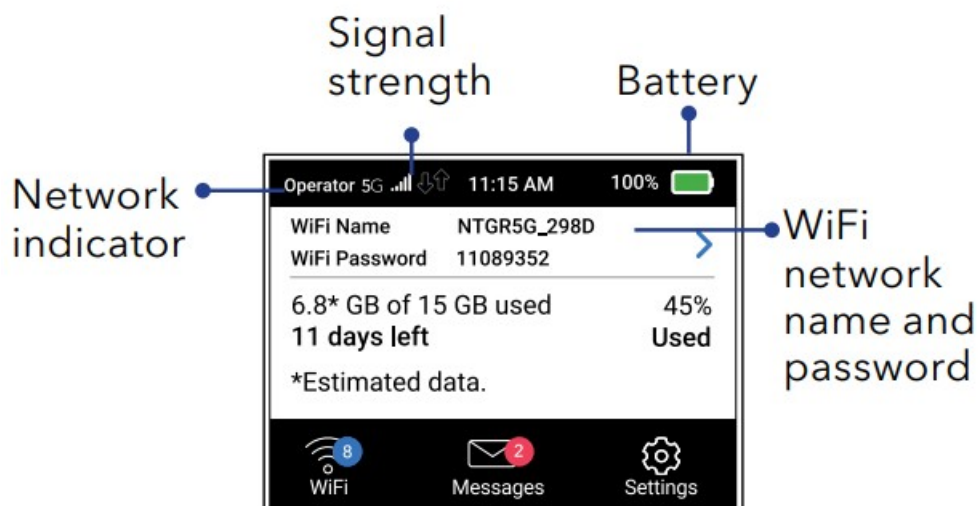 Signal
strength
Battery
Network
indicator
Operator 5G 11:15 AM 100%
WiFi Name NTGR5G_298D
WiFi Password 11089352
6.8* GB of 15 GB used 45%
11 days left Used
*Estimated data.
WiFi
network
name and
password
8 2
WiFi Messages Settings